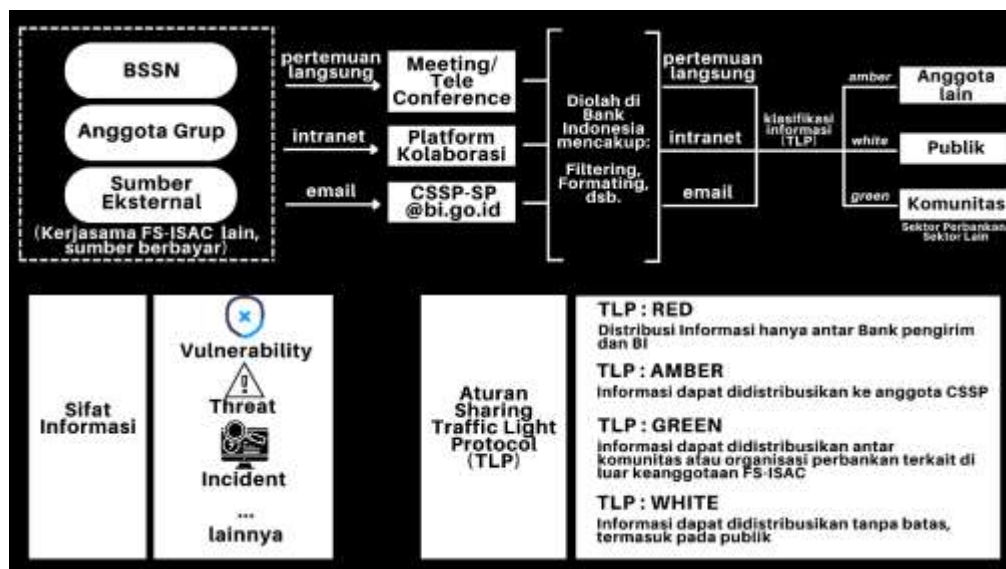 BSSN
Anggota Grup
Sumber
Eksternal
(Kerjasama FS-ISAC lain,
sumber berbayar)
pertemuan
langsung
intranet
email
Meeting/
Tele
Conference
Platform
Kolaborasi
CSSP-SP
@bi.go.id
Diolah di
Bank
Indonesia
mencakup:
Filtering,
Formating,
dsb.
pertemuan
langsung
intranet
email
klasifikasi
informasi
(TLP)
amber
white
green
Anggota
lain
Publik
Komunitas
Sektor Perbankan
Sektor Lain
Sifat
Informasi
Vulnerability
Threat
Incident
...
lainnya
Aturan
Sharing
Traffic Light
Protocol
(TLP)
TLP : RED
Distribusi Informasi hanya antar Bank pengirim
dan BI
TLP : AMBER
Informasi dapat didistribusikan ke anggota CSSP
TLP : GREEN
informasi dapat didistribusikan antar
komunitas atau organisasi perbankan terkait di
luar keanggotaan FS-ISAC
TLP : WHITE
Informasi dapat didistribusikan tanpa batas,
termasuk pada publik